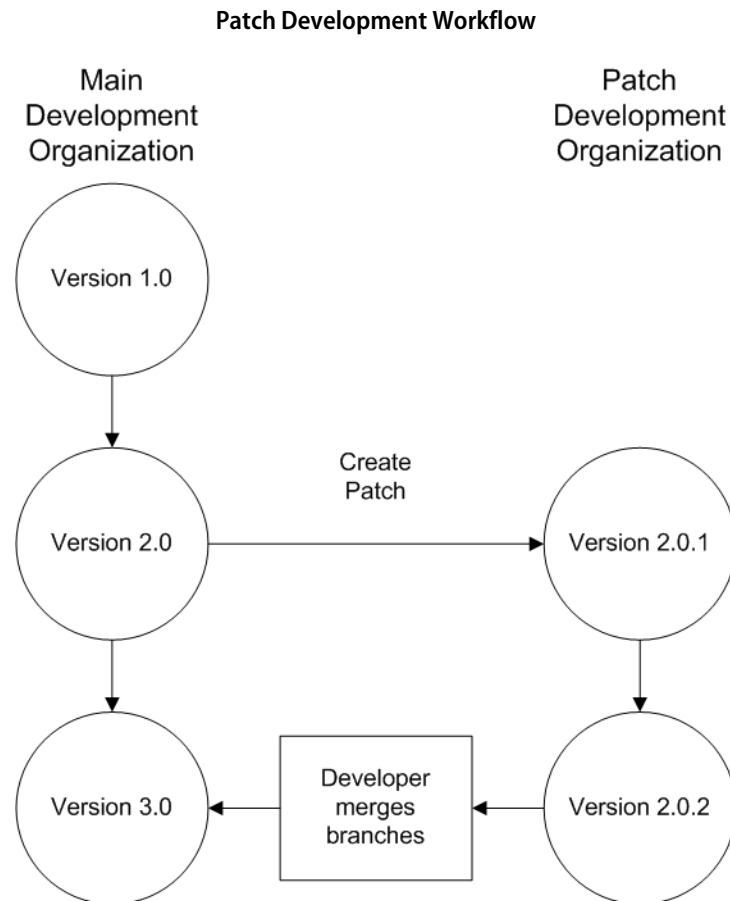 Patch Development Workflow
Main
Development
Organization
Patch
Development
Organization
Version 1.0
Create
Patch
Version 2.0
Version 2.0.1
Developer
merges
branches
Version 3.0
Version 2.0.2